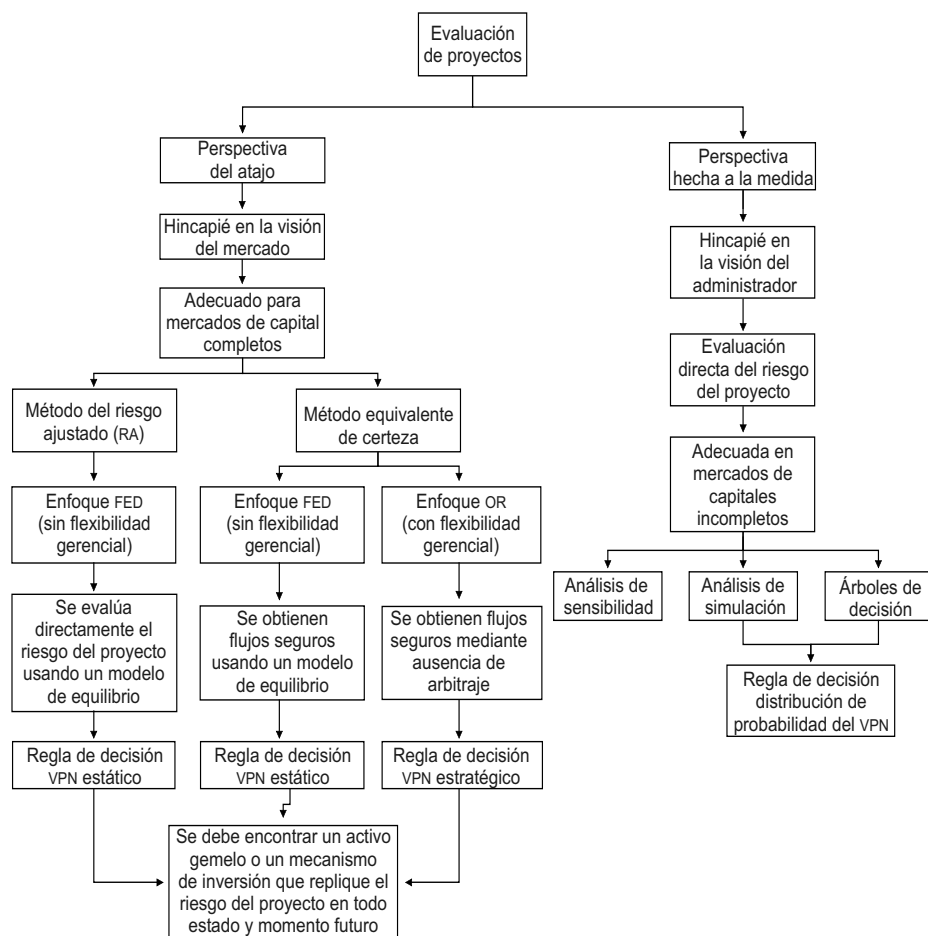 Evaluación
de proyectos
Perspectiva
del atajo
Hincapié en la visión
del mercado
Adecuado para
mercados de capital
completos
Método del riesgo
ajustado (RA)
Método equivalente
de certeza
Enfoque FED
(sin flexibilidad
gerencial)
Enfoque FED
(sin flexibilidad
gerencial)
Enfoque OR
(con flexibilidad
gerencial)
Se evalúa
directamente el
riesgo del proyecto
usando un modelo
de equilibrio
Se obtienen
flujos seguros
usando un modelo
de equilibrio
Se obtienen flujos
seguros mediante
ausencia de
arbitraje
Regla de decisión
VPN estático
Regla de decisión
VPN estático
Regla de decisión
VPN estratégico
Se debe encontrar un activo
gemelo o un mecanismo
de inversión que replique el
riesgo del proyecto en todo
estado y momento futuro
Perspectiva
hecha a la medida
Hincapié en
la visión del
administrador
Evaluación
directa del riesgo
del proyecto
Adecuada en
mercados de
capitales
incompletos
Análisis de
sensibilidad
Análisis de
simulación
Árboles de
decisión
Regla de decisión
distribución de
probabilidad del VPN